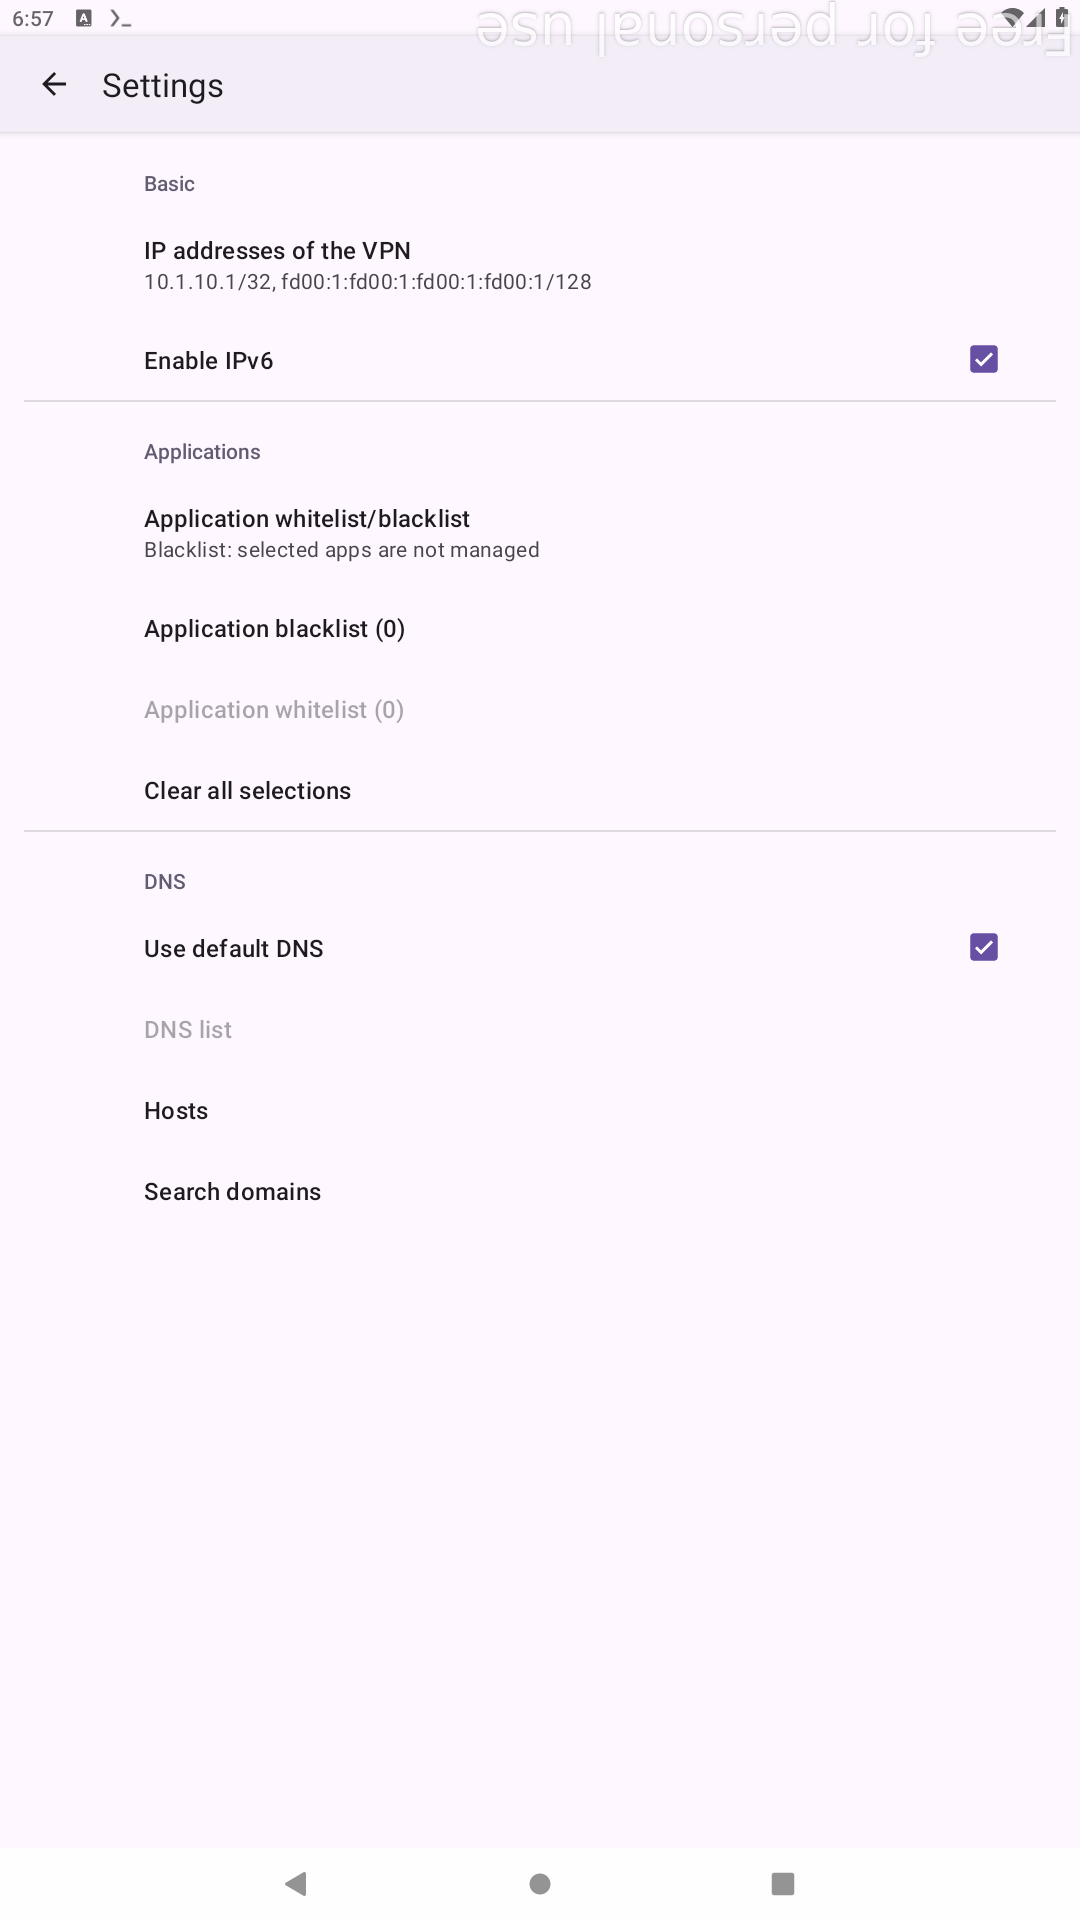 6:57
Free for personal use
Settings
Basic
IP addresses of the VPN
10.1.10.1/32, fd00:1:fd00:1:fd00:1:fd00:1/128
Enable IPv6
Applications
Application whitelist/blacklist
Blacklist: selected apps are not managed
Application blacklist (0)
Application whitelist (0)
Clear all selections
DNS
Use default DNS
DNS list
Hosts
Search domains